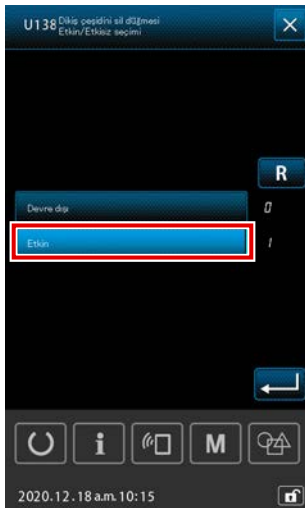 U138 Dikiş çeşidini sil düğmesi
Etkin/Etkisiz seçimi
R
Devre dışı 0
Etkin 1
i M
2020.12.18 a.m. 10:15